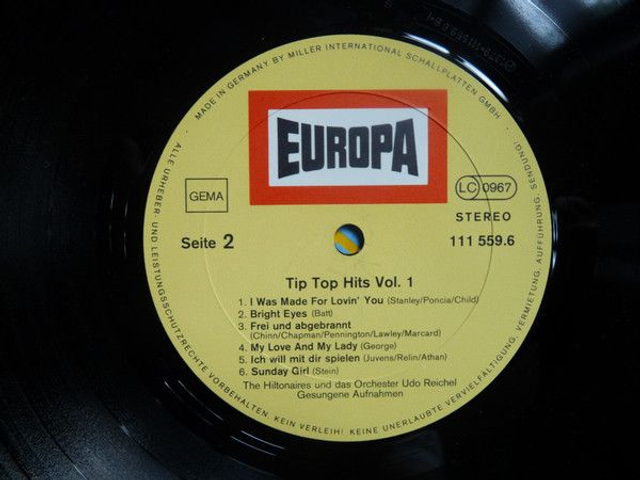 MADE IN GERMANY BY MILLER INTERNATIONAL SCHALLPLATTEN GMBH
EUROPA
GEMA
LC 0967
STEREO
Seite 2
111 559.6
Tip Top Hits Vol. 1
1. I Was Made For Lovin' You (Stanley/Poncia/Child)
2. Bright Eyes (Batt)
3. Frei und abgebrannt
(Chinn/Chapman/Pennington/Lawley/Marcard)
4. My Love And My Lady (George)
5. Ich will mit dir spielen (Juvens/Relin/Athan)
6. Sunday Girl (Stein)
The Hiltonaires und das Orchester Udo Reichel
Gesungene Aufnahmen
ALLE URHEBER- UND LEISTUNGSSCHUTZRECHTE VORBEHALTEN. KEIN VERLEIH! KEINE UNERLAUBTE VERVIELFÄLTIGUNG, VERMIETUNG, AUFFÜHRUNG, SENDUNG!